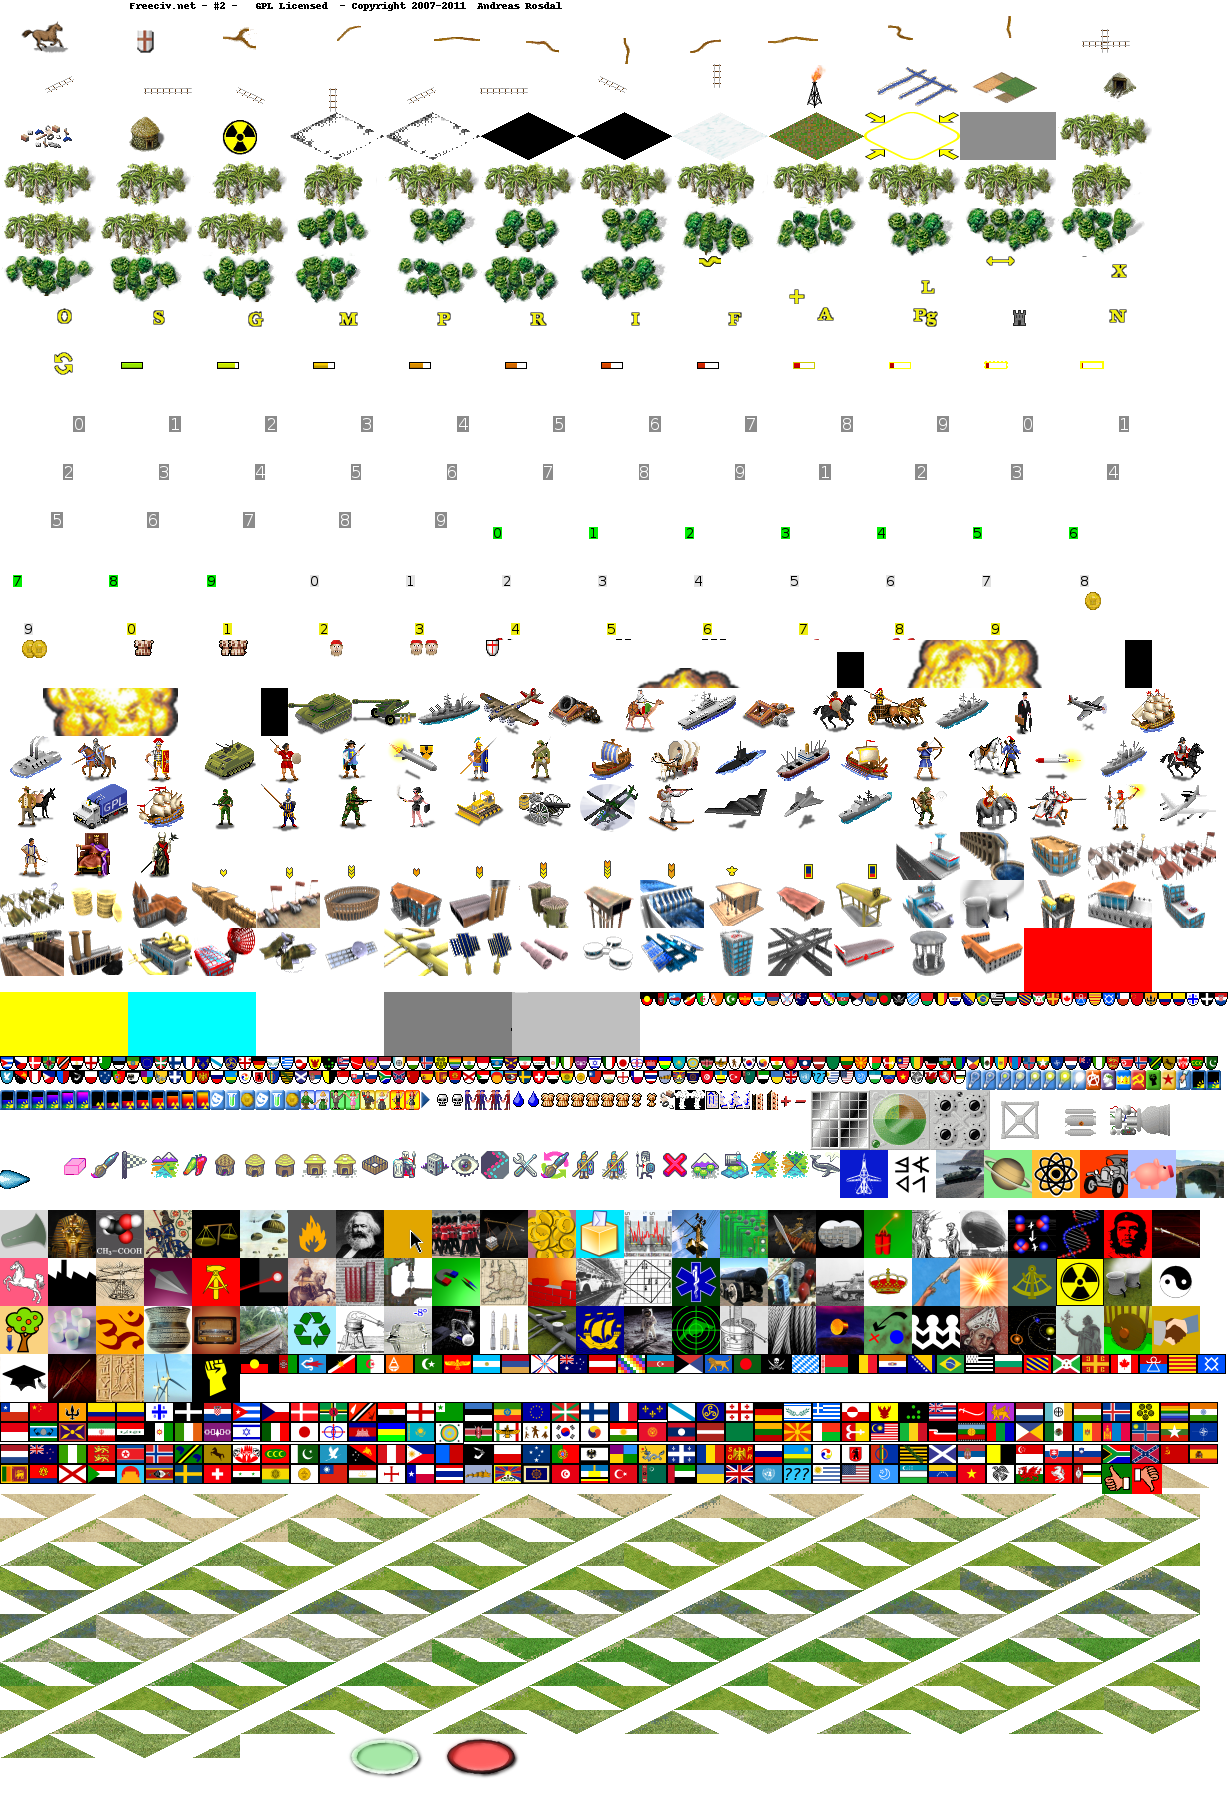 Freeciv.net - #2 - GPL Licensed - Copyright 2007-2011 Andreas Rosdal
X
L
+
O S G M P R I F A Pg N
0 1 2 3 4 5 6 7 8 9 0 1
2 3 4 5 6 7 8 9 1 2 3 4
5 6 7 8 9
0 1 2 3 4 5 6
7 8 9 0 1 2 3 4 5 6 7 8
9 0 1 2 3 4 5 6 7 8 9
GPL
CH₃-COOH
-8°
???